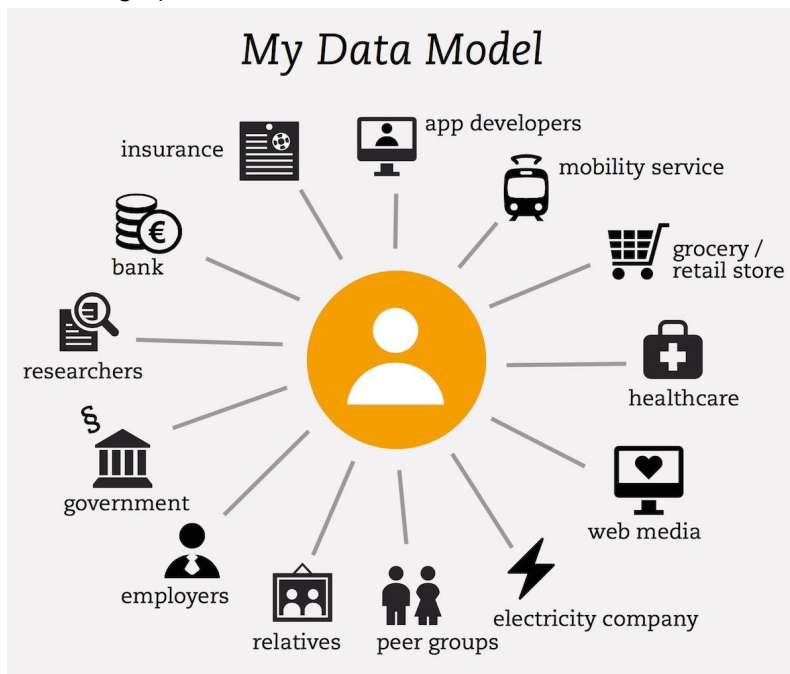 My Data Model
app developers
insurance
mobility service
€
bank
grocery /
retail store
researchers
healthcare
§
government
web media
employers
electricity company
relatives
peer groups